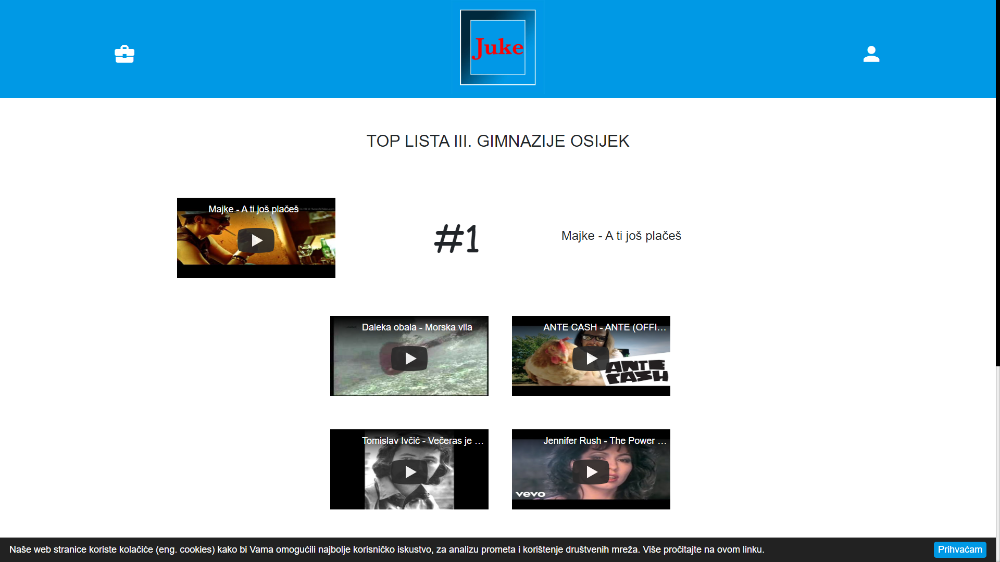 Juke
TOP LISTA III. GIMNAZIJE OSIJEK
Majke - A ti još plačeš
#1
Majke - A ti još plačeš
Daleka obala - Morska vila
ANTE CASH - ANTE (OFFI...
ANTE
CASH
Tomislav Ivčić - Večeras je ...
Jennifer Rush - The Power ...
vevo
Naše web stranice koriste kolačiće (eng. cookies) kako bi Vama omogućili najbolje korisničko iskustvo, za analizu prometa i korištenje društvenih mreža. Više pročitajte na ovom linku.
Prihvaćam